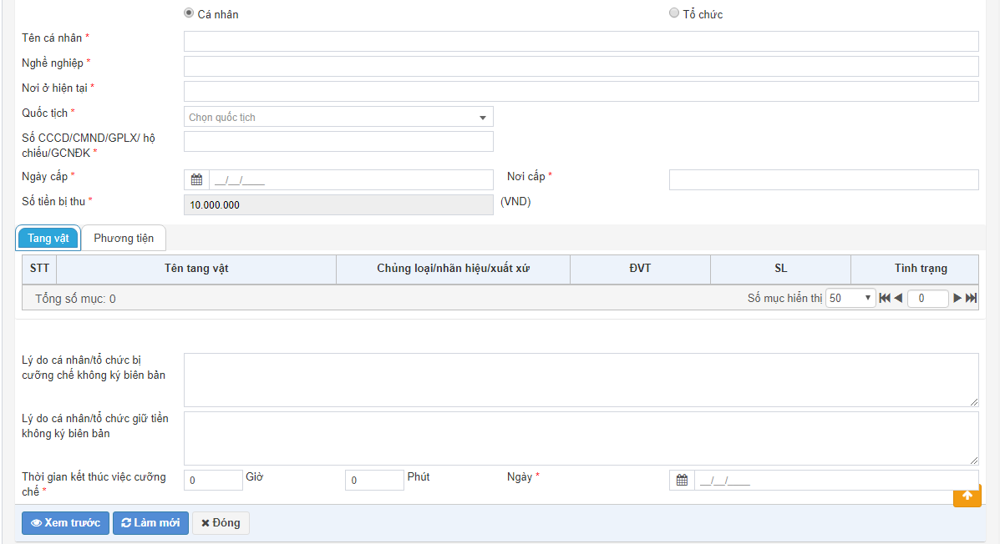 Cá nhân Tổ chức
Tên cá nhân *
Nghề nghiệp *
Nơi ở hiện tại *
Quốc tịch * Chọn quốc tịch
Số CCCD/CMND/GPLX/ hộ
chiếu/GCNĐK *
Ngày cấp * __/__/____ Nơi cấp *
Số tiền bị thu * 10.000.000 (VND)
Tang vật Phương tiện
STT Tên tang vật Chủng loại/nhãn hiệu/xuất xứ ĐVT SL Tình trạng
Tổng số mục: 0 Số mục hiển thị 50 0
Lý do cá nhân/tổ chức bị
cưỡng chế không ký biên bản
Lý do cá nhân/tổ chức giữ tiền
không ký biên bản
Thời gian kết thúc việc cưỡng
chế * 0 Giờ 0 Phút Ngày * __/__/____
Xem trước Làm mới Đóng